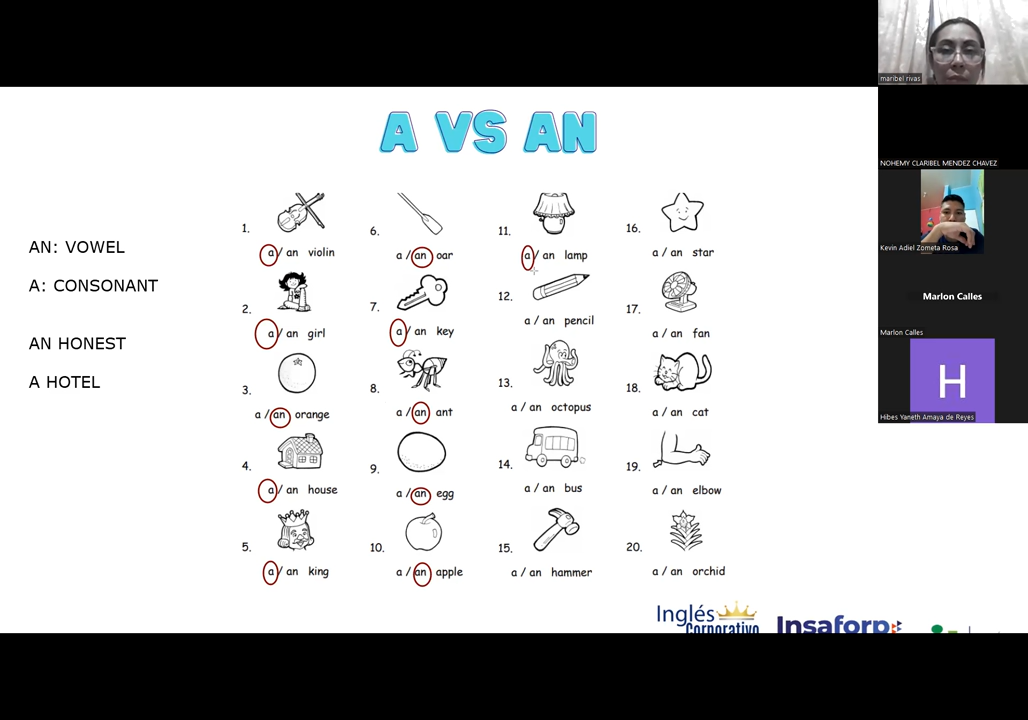 A VS AN
AN: VOWEL
A: CONSONANT
AN HONEST
A HOTEL
1.
a / an violin
2.
a / an girl
3.
a / an orange
4.
a / an house
5.
a / an king
6.
a / an oar
7.
a / an key
8.
a / an ant
9.
a / an egg
10.
a / an apple
11.
a / an lamp
12.
a / an pencil
13.
a / an octopus
14.
a / an bus
15.
a / an hammer
16.
a / an star
17.
a / an fan
18.
a / an cat
19.
a / an elbow
20.
a / an orchid
Inglés
Corporativo
Insaforp
maribel rivas
NOHEMY CLARIBEL MENDEZ CHAVEZ
Kevin Adiel Zometa Rosa
Marlon Calles
Marlon Calles
H
Hibes Yaneth Amaya de Reyes